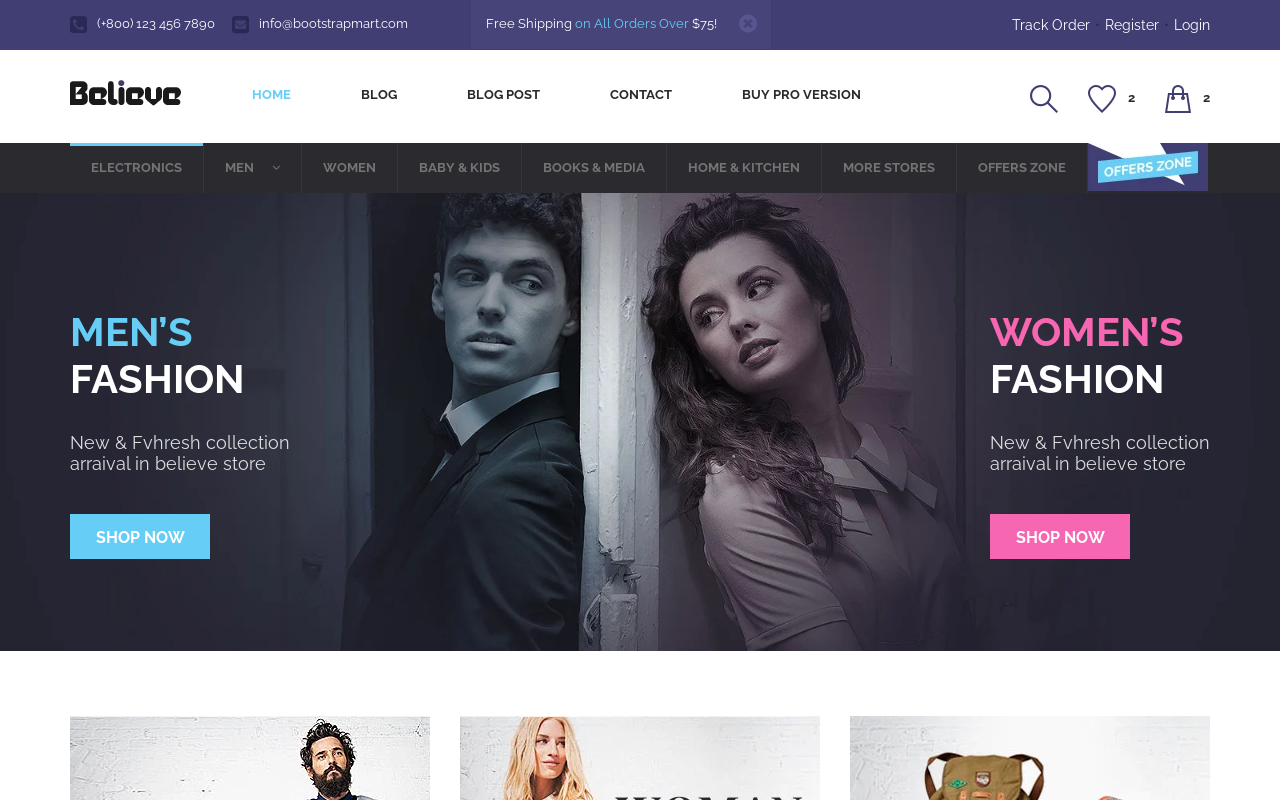 (+800) 123 456 7890
info@bootstrapmart.com
Free Shipping on All Orders Over $75!
Track Order · Register · Login
Believe
HOME
BLOG
BLOG POST
CONTACT
BUY PRO VERSION
2
2
ELECTRONICS
MEN
WOMEN
BABY & KIDS
BOOKS & MEDIA
HOME & KITCHEN
MORE STORES
OFFERS ZONE
OFFERS ZONE
MEN’S
FASHION
New & Fvhresh collection
arraival in believe store
SHOP NOW
WOMEN’S
FASHION
New & Fvhresh collection
arraival in believe store
SHOP NOW
WOMAN